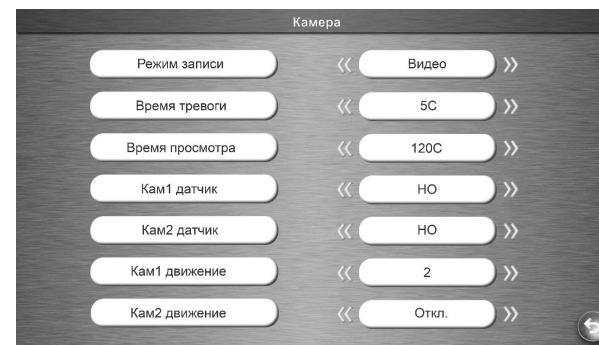 Камера
Режим записи Видео
Время тревоги 5С
Время просмотра 120С
Кам1 датчик НО
Кам2 датчик НО
Кам1 движение 2
Кам2 движение Откл.